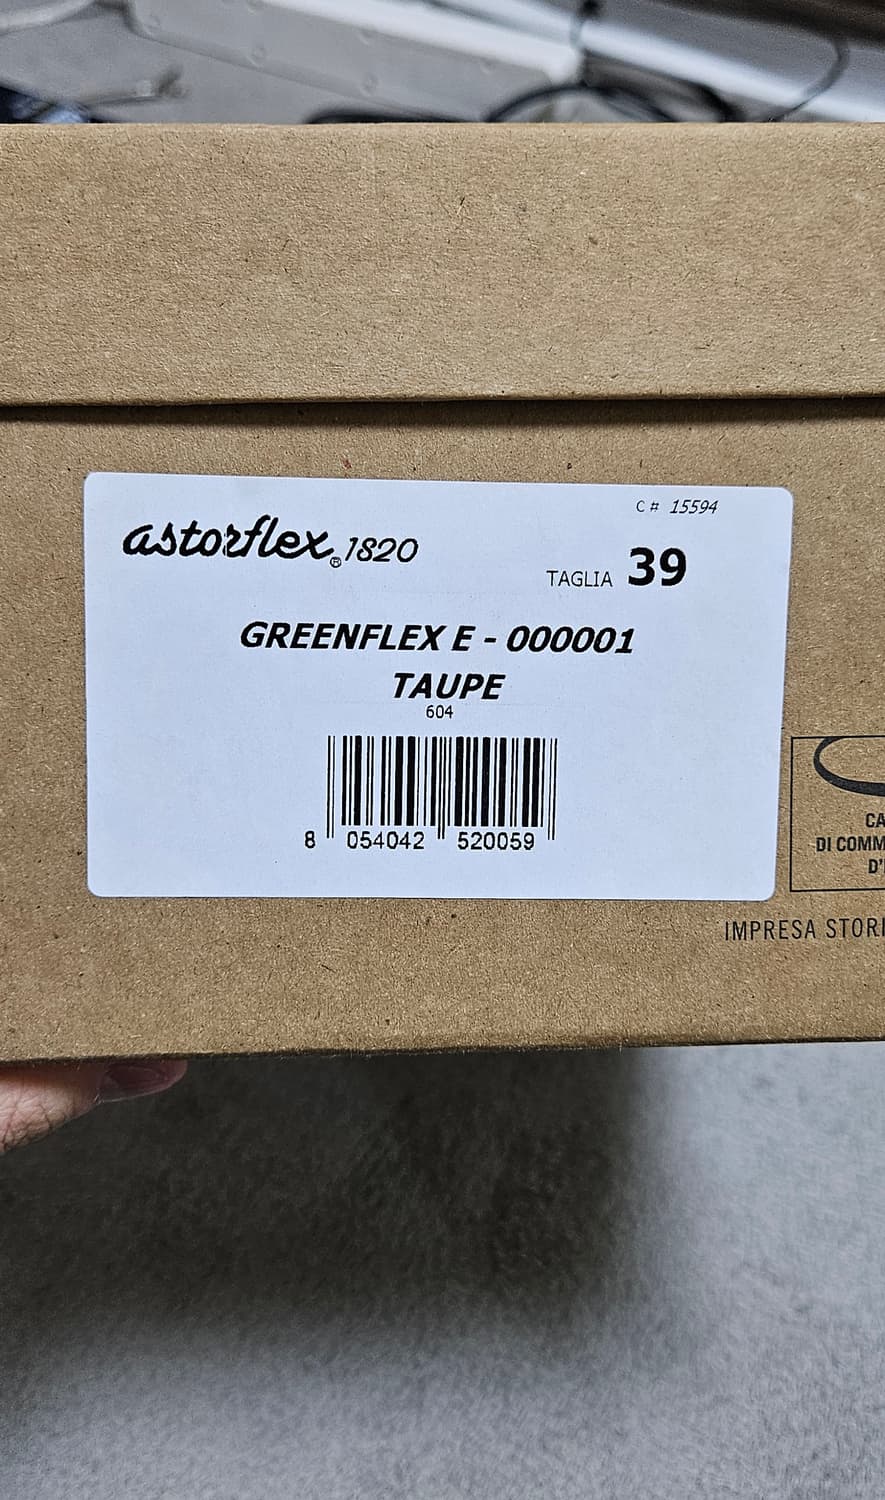 C # 15594
astorflex® 1820
TAGLIA 39
GREENFLEX E - 000001
TAUPE
604
8 054042 520059
CA
DI COMM
D'
IMPRESA STORI